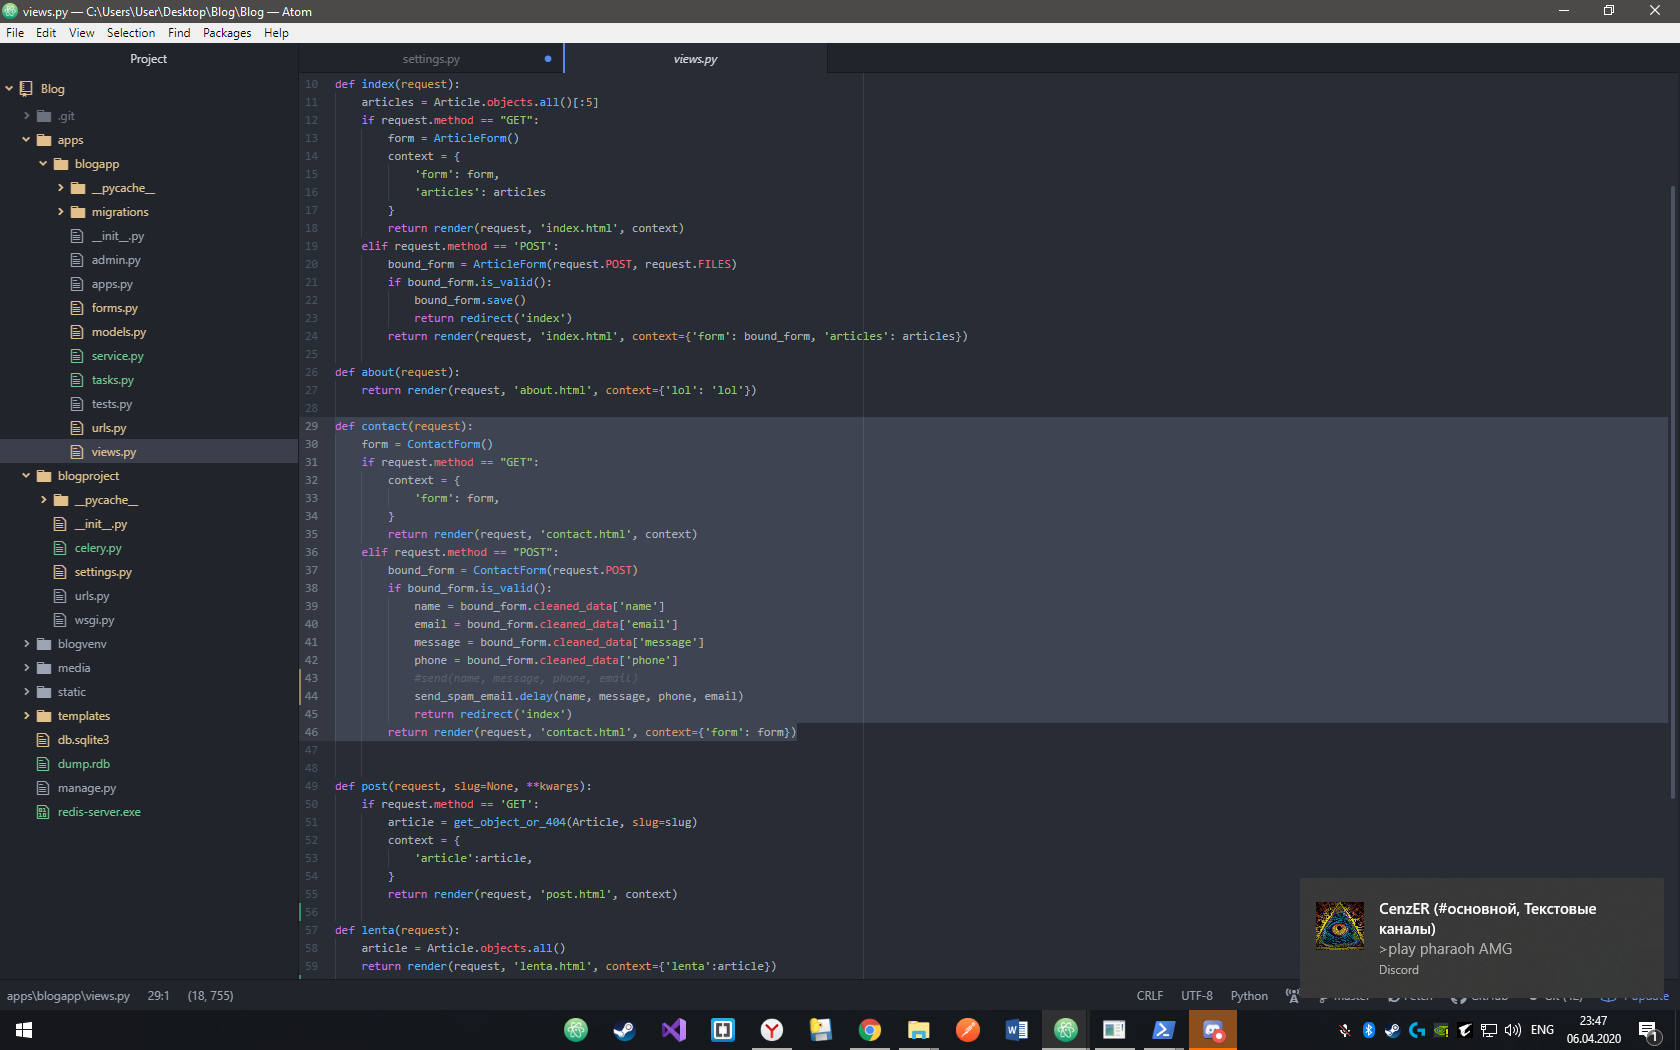 views.py — C:\Users\User\Desktop\Blog\Blog — Atom
File Edit View Selection Find Packages Help
Project
settings.py
views.py
Blog
.git
apps
blogapp
__pycache__
migrations
__init__.py
admin.py
apps.py
forms.py
models.py
service.py
tasks.py
tests.py
urls.py
views.py
blogproject
__pycache__
__init__.py
celery.py
settings.py
urls.py
wsgi.py
blogvenv
media
static
templates
db.sqlite3
dump.rdb
manage.py
redis-server.exe
10 def index(request):
11 articles = Article.objects.all()[:5]
12 if request.method == "GET":
13 form = ArticleForm()
14 context = {
15 'form': form,
16 'articles': articles
17 }
18 return render(request, 'index.html', context)
19 elif request.method == 'POST':
20 bound_form = ArticleForm(request.POST, request.FILES)
21 if bound_form.is_valid():
22 bound_form.save()
23 return redirect('index')
24 return render(request, 'index.html', context={'form': bound_form, 'articles': articles})
25
26 def about(request):
27 return render(request, 'about.html', context={'lol': 'lol'})
28
29 def contact(request):
30 form = ContactForm()
31 if request.method == "GET":
32 context = {
33 'form': form,
34 }
35 return render(request, 'contact.html', context)
36 elif request.method == "POST":
37 bound_form = ContactForm(request.POST)
38 if bound_form.is_valid():
39 name = bound_form.cleaned_data['name']
40 email = bound_form.cleaned_data['email']
41 message = bound_form.cleaned_data['message']
42 phone = bound_form.cleaned_data['phone']
43 #send(name, message, phone, email)
44 send_spam_email.delay(name, message, phone, email)
45 return redirect('index')
46 return render(request, 'contact.html', context={'form': form})
47
48
49 def post(request, slug=None, **kwargs):
50 if request.method == 'GET':
51 article = get_object_or_404(Article, slug=slug)
52 context = {
53 'article':article,
54 }
55 return render(request, 'post.html', context)
56
57 def lenta(request):
58 article = Article.objects.all()
59 return render(request, 'lenta.html', context={'lenta':article})
CenzER (#основной, Текстовые
каналы)
>play pharaoh AMG
Discord
apps\blogapp\views.py 29:1 (18, 755) CRLF UTF-8 Python
ENG
23:47
06.04.2020
1